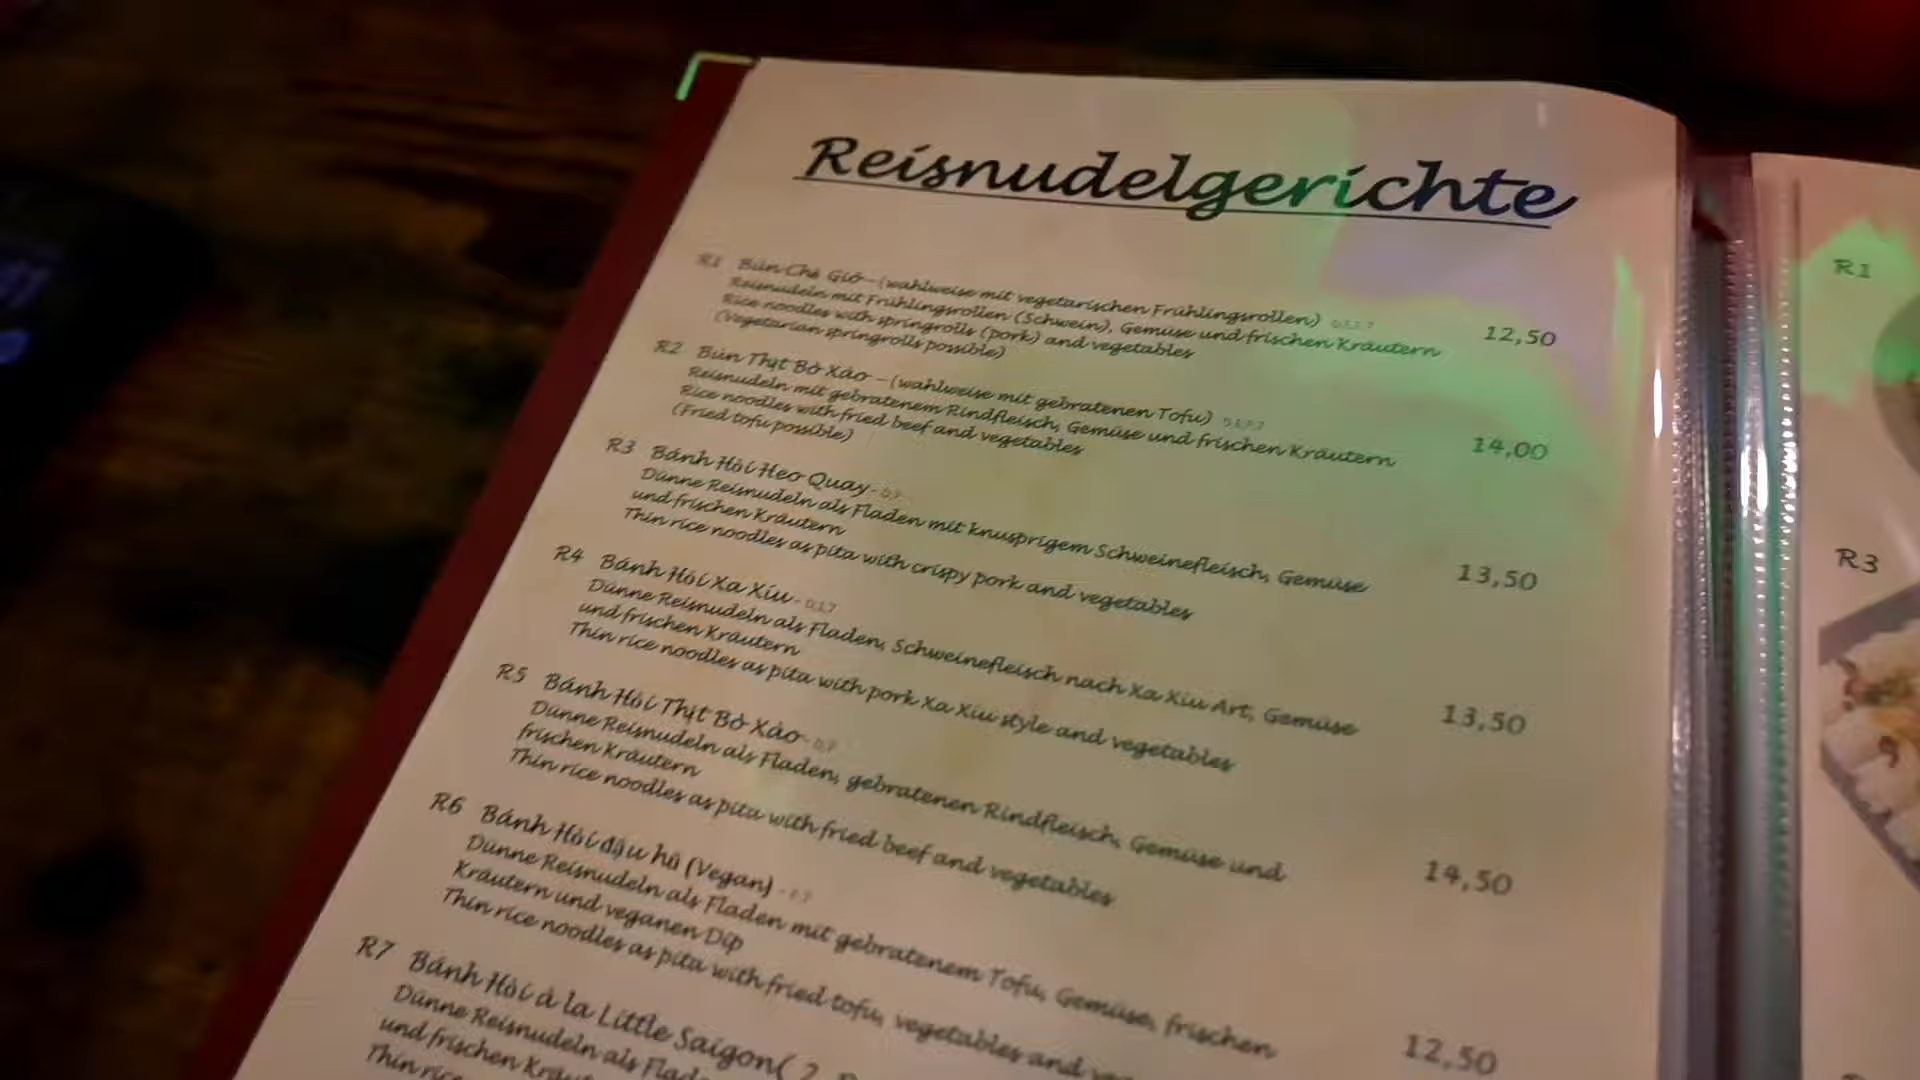 Reisnudelgerichte
R1 Bún Chả Giò – (wahlweise mit vegetarischen Frühlingsrollen)
Reisnudeln mit Frühlingsrollen (Schwein), Gemüse und frischen Kräutern 12,50
Rice noodles with springrolls (pork) and vegetables
(Vegetarian springrolls possible)
R2 Bún Thịt Bò Xào – (wahlweise mit gebratenen Tofu)
Reisnudeln mit gebratenem Rindfleisch, Gemüse und frischen Kräutern 14,00
Rice noodles with fried beef and vegetables
(Fried tofu possible)
R3 Bánh Hỏi Heo Quay -
Dünne Reisnudeln als Fladen mit knusprigem Schweinefleisch, Gemüse 13,50
und frischen Kräutern
Thin rice noodles as pita with crispy pork and vegetables
R4 Bánh Hỏi Xa Xíu -
Dünne Reisnudeln als Fladen, Schweinefleisch nach Xa Xiu Art, Gemüse 13,50
und frischen Kräutern
Thin rice noodles as pita with pork Xa Xiu style and vegetables
R5 Bánh Hỏi Thịt Bò Xào -
Dünne Reisnudeln als Fladen, gebratenen Rindfleisch, Gemüse und 14,50
frischen Kräutern
Thin rice noodles as pita with fried beef and vegetables
R6 Bánh Hỏi đậu hũ (Vegan) -
Dünne Reisnudeln als Fladen mit gebratenem Tofu, Gemüse, frischen 12,50
Kräutern und veganen Dip
Thin rice noodles as pita with fried tofu, vegetables and
R7 Bánh Hỏi à la Little Saigon( 2
Dünne Reisnudeln als
und frischen
Thin rice
R1
R3